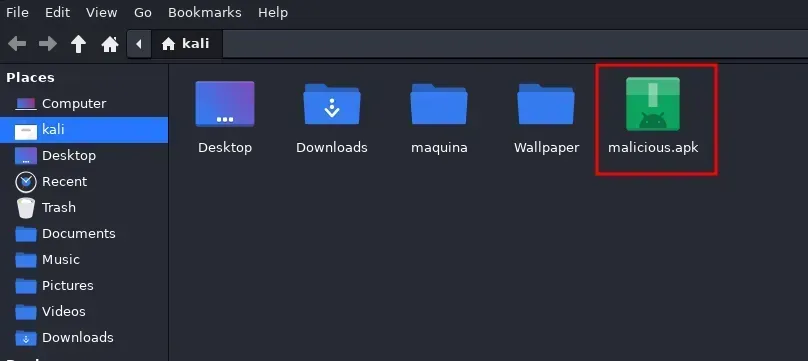 File Edit View Go Bookmarks Help
kali
Places
Computer
kali
Desktop
Recent
Trash
Documents
Music
Pictures
Videos
Downloads
Desktop Downloads maquina Wallpaper malicious.apk